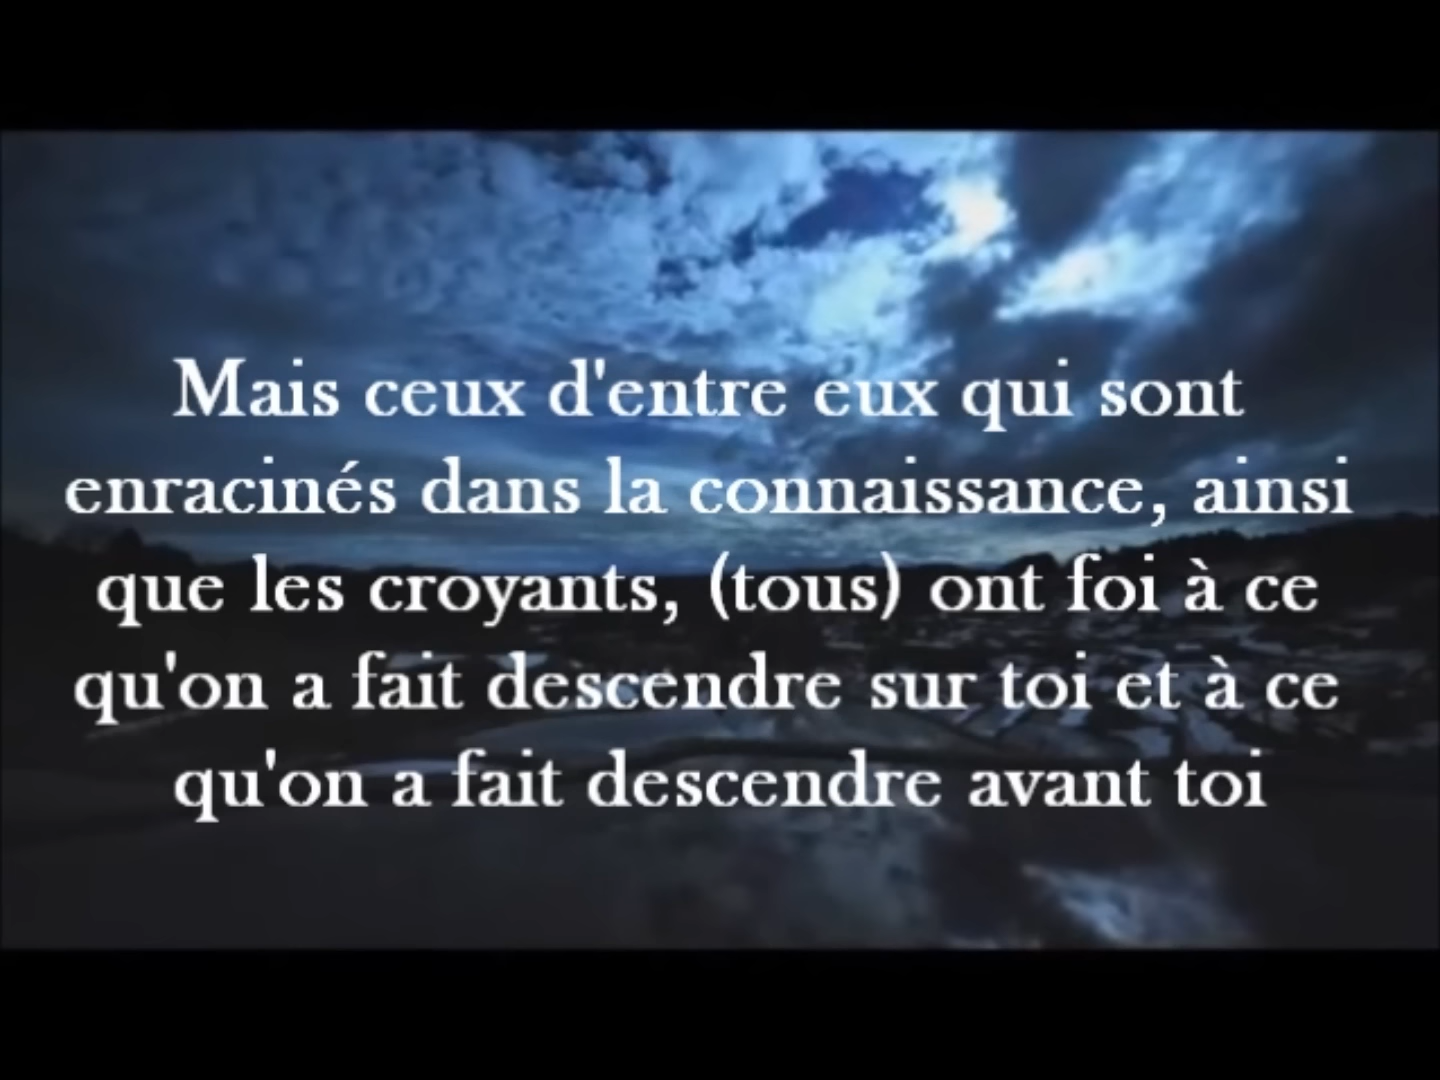 Mais ceux d'entre eux qui sont
enracinés dans la connaissance, ainsi
que les croyants, (tous) ont foi à ce
qu'on a fait descendre sur toi et à ce
qu'on a fait descendre avant toi